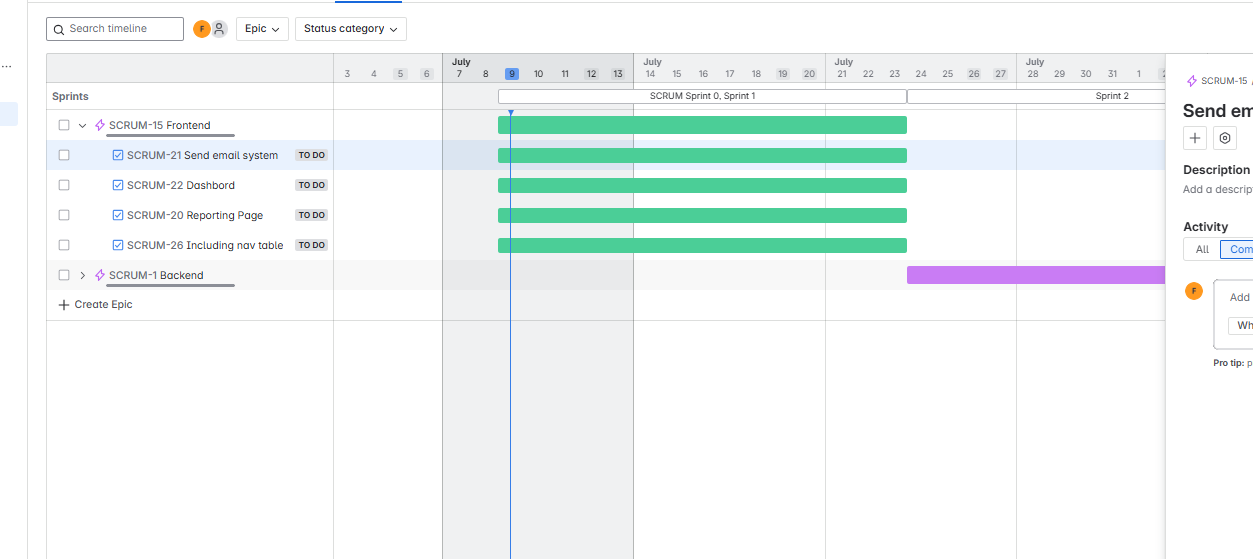 Search timeline
F
Epic
Status category
...
July
July
July
July
3 4 5 6 7 8 9 10 11 12 13 14 15 16 17 18 19 20 21 22 23 24 25 26 27 28 29 30 31 1
Sprints
SCRUM Sprint 0, Sprint 1
Sprint 2
SCRUM-15 Frontend
SCRUM-21 Send email system TO DO
SCRUM-22 Dashbord TO DO
SCRUM-20 Reporting Page TO DO
SCRUM-26 Including nav table TO DO
SCRUM-1 Backend
+ Create Epic
SCRUM-15 /
Send em
Description
Add a descrip
Activity
All
Com
F
Add
Wh
Pro tip: p